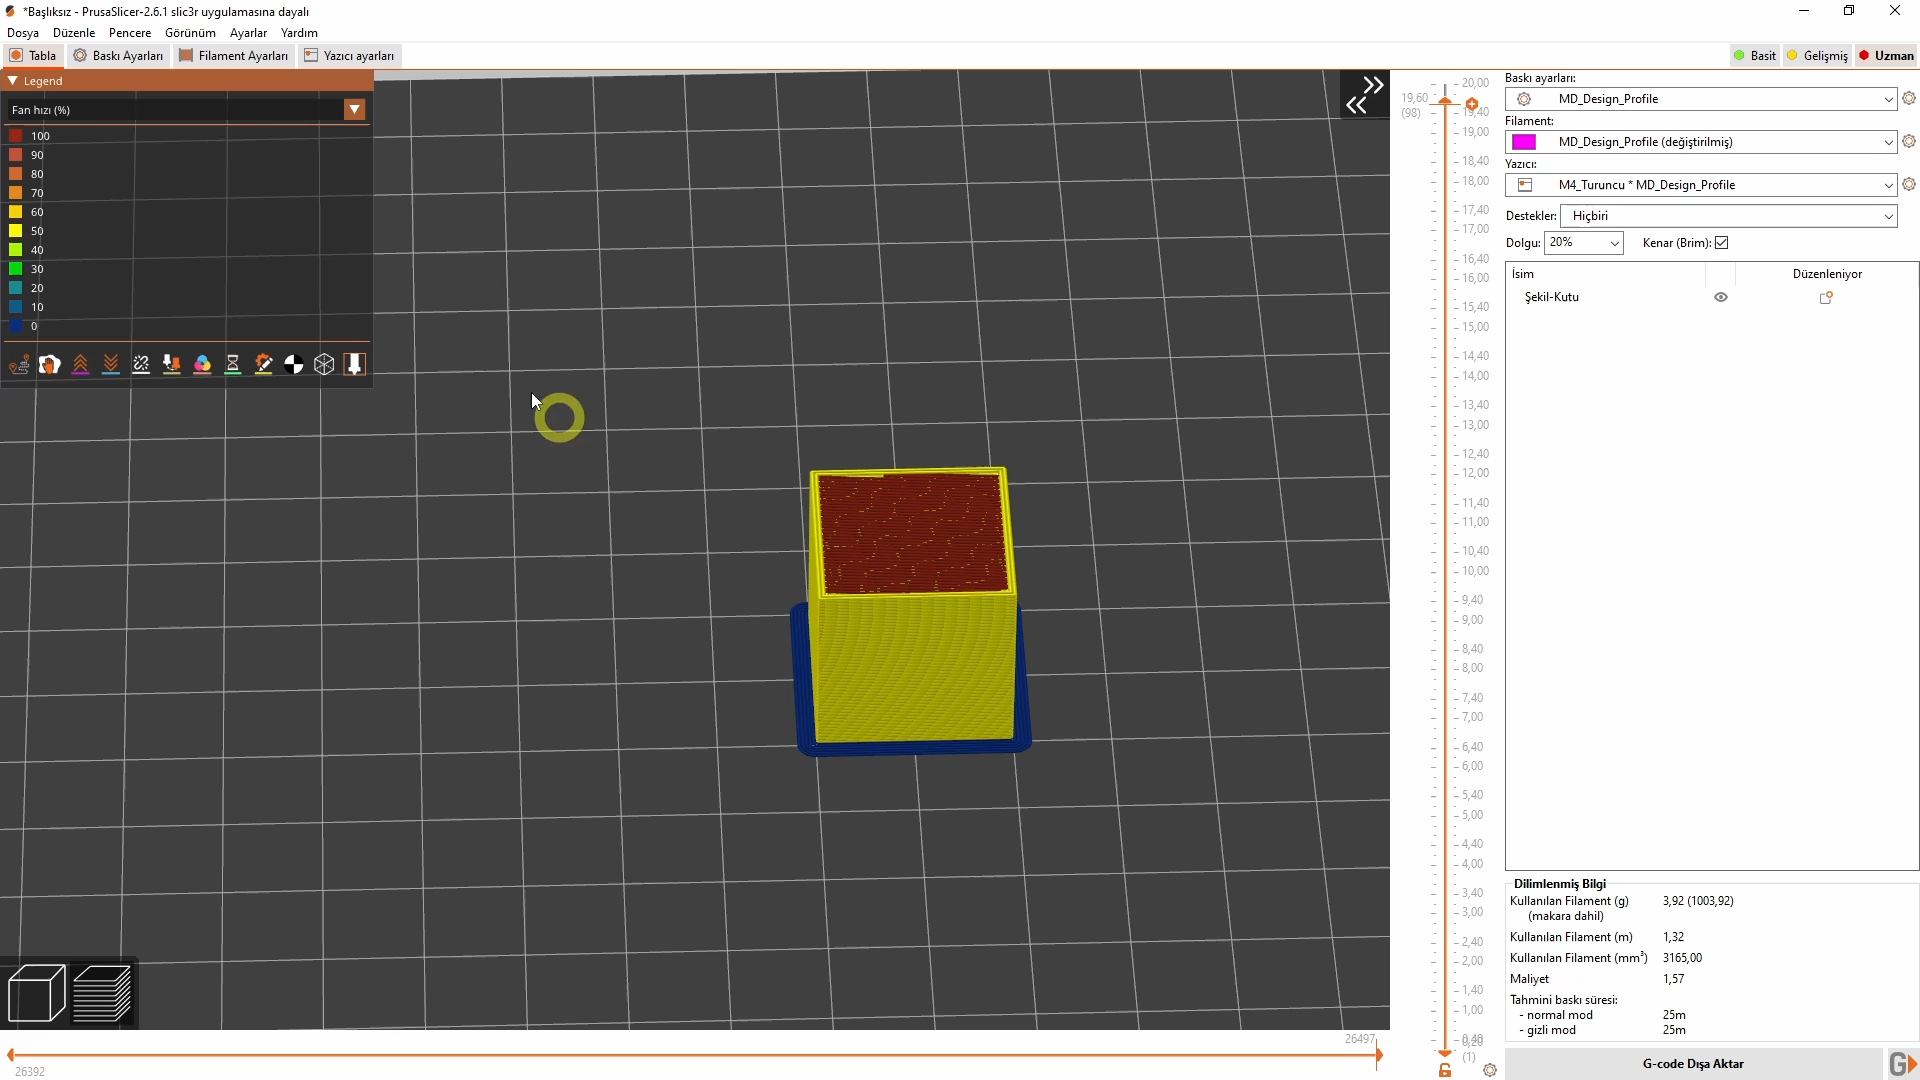 *Başlıksız - PrusaSlicer-2.6.1 slic3r uygulamasına dayalı
Dosya Düzenle Pencere Görünüm Ayarlar Yardım
Tabla Baskı Ayarları Filament Ayarları Yazıcı ayarları
Basit Gelişmiş Uzman
Legend
Fan hızı (%)
100
90
80
70
60
50
40
30
20
10
0
19,60
(98)
20,00
19,40
19,00
18,40
18,00
17,40
17,00
16,40
16,00
15,40
15,00
14,40
14,00
13,40
13,00
12,40
12,00
11,40
11,00
10,40
10,00
9,40
9,00
8,40
8,00
7,40
7,00
6,40
6,00
5,40
5,00
4,40
4,00
3,40
3,00
2,40
2,00
1,40
1,00
(1)
Baskı ayarları:
MD_Design_Profile
Filament:
MD_Design_Profile (değiştirilmiş)
Yazıcı:
M4_Turuncu * MD_Design_Profile
Destekler: Hiçbiri
Dolgu: 20% Kenar (Brim):
İsim Düzenleniyor
Şekil-Kutu
Dilimlenmiş Bilgi
Kullanılan Filament (g) 3,92 (1003,92)
(makara dahil)
Kullanılan Filament (m) 1,32
Kullanılan Filament (mm³) 3165,00
Maliyet 1,57
Tahmini baskı süresi:
- normal mod 25m
- gizli mod 25m
G-code Dışa Aktar
26497
26392